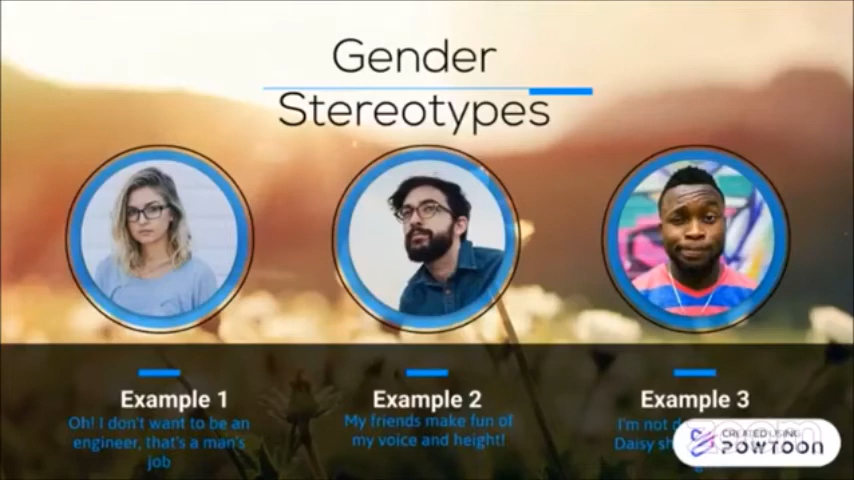 Gender
Stereotypes
Example 1
Oh! I don't want to be an
engineer, that's a man's
job
Example 2
My friends make fun of
my voice and height!
Example 3
I'm not
Daisy
CREATED USING
POWTOON